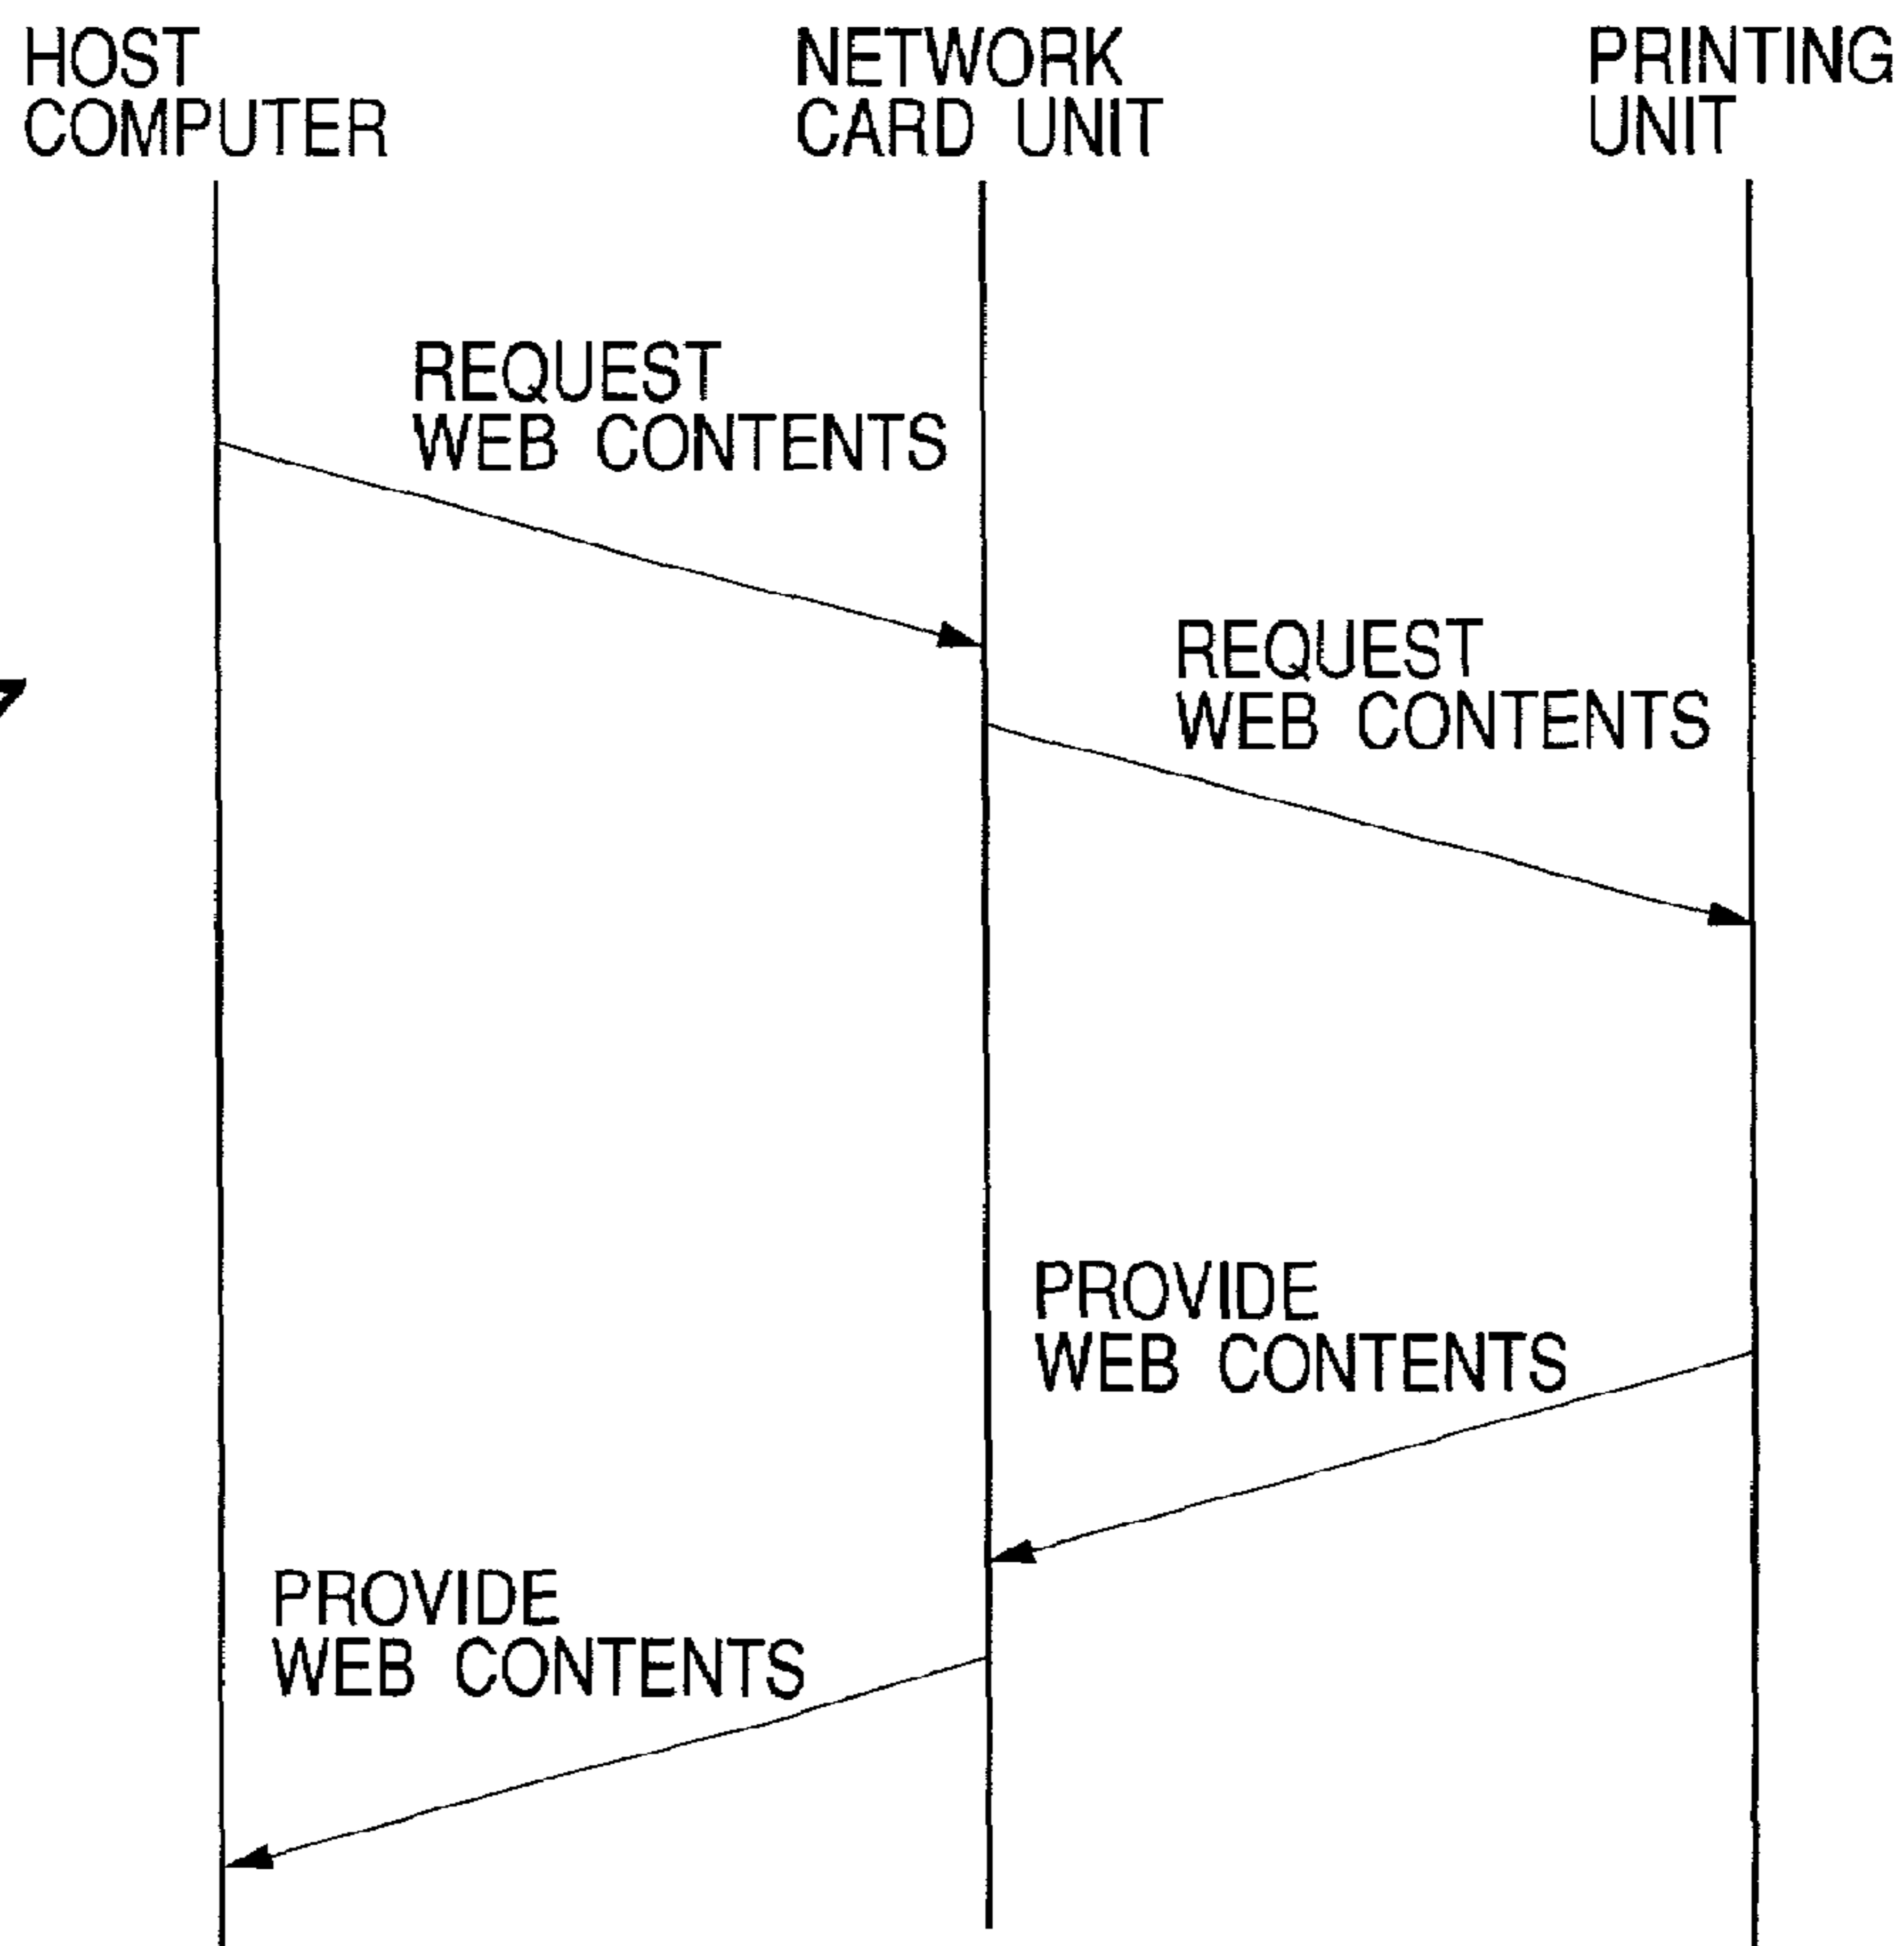 HOST
COMPUTER
NETWORK
CARD UNIT
PRINTING
UNIT
REQUEST
WEB CONTENTS
REQUEST
WEB CONTENTS
PROVIDE
WEB CONTENTS
PROVIDE
WEB CONTENTS